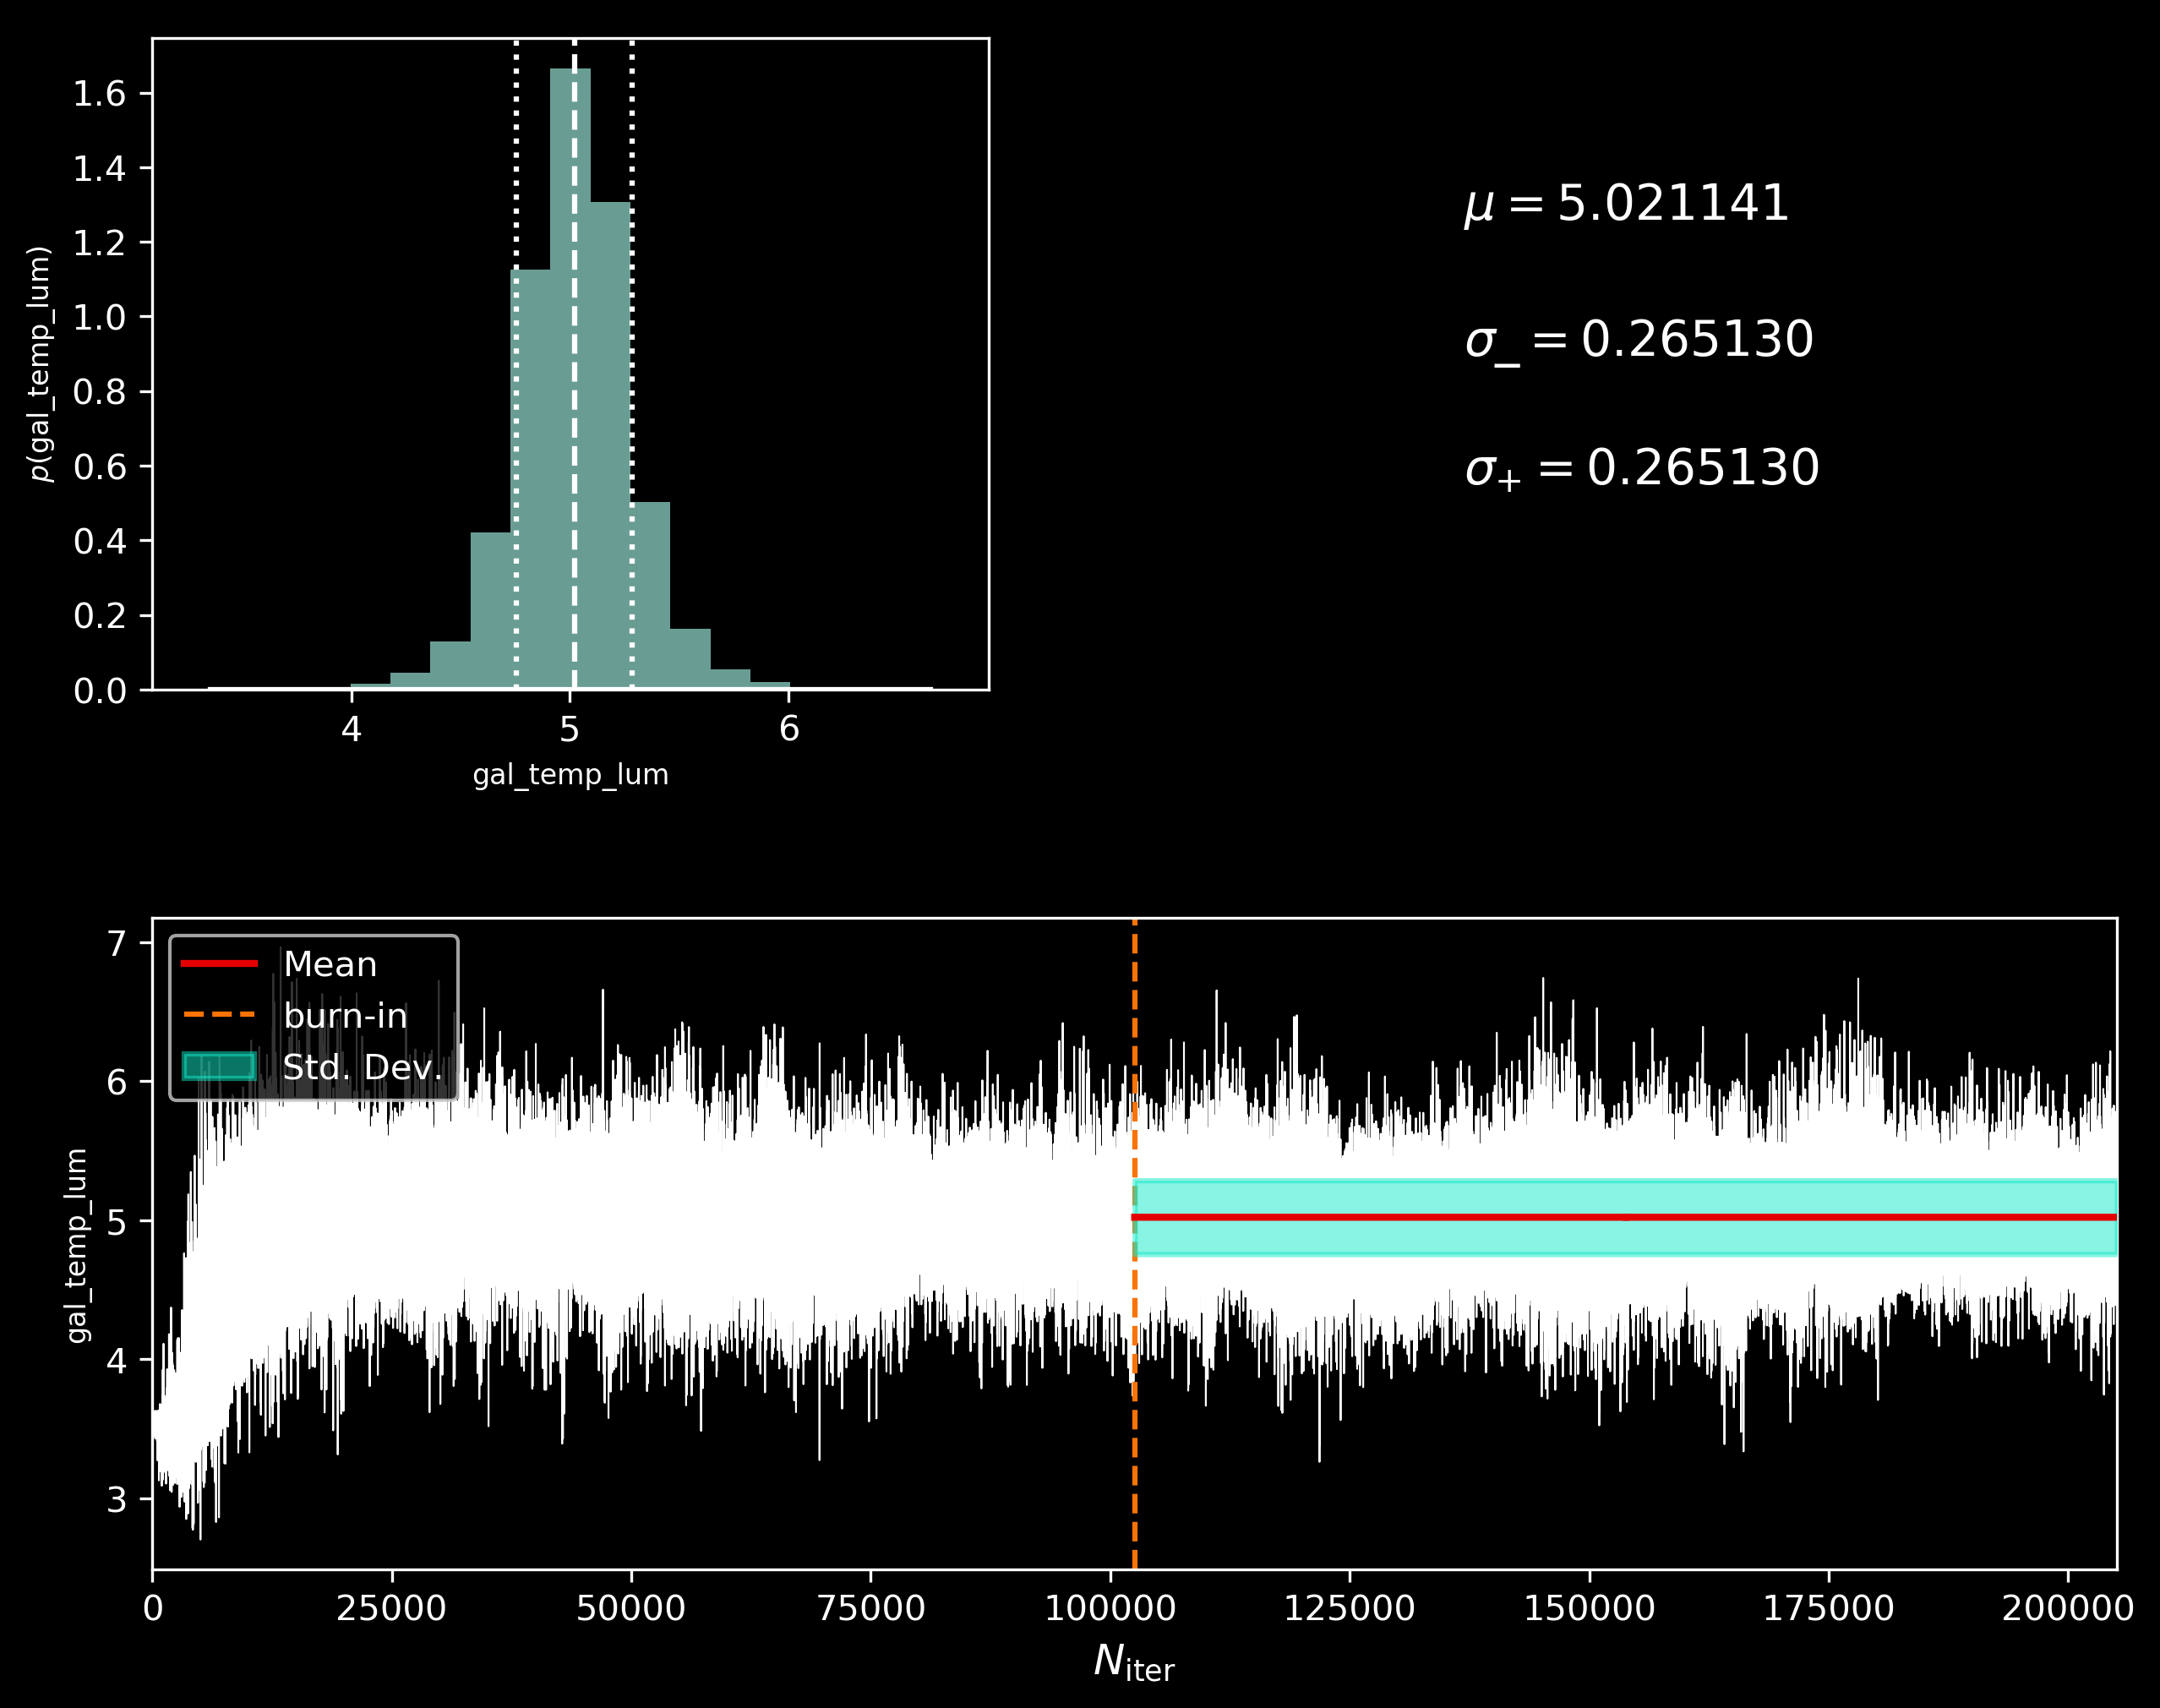 1.6
1.4
1.2
1.0
0.8
0.6
0.4
0.2
0.0
p(gal_temp_lum)
4 5 6
gal_temp_lum
μ = 5.021141
σ_ = 0.265130
σ+ = 0.265130
Mean
burn-in
Std. Dev.
7
6
5
4
3
gal_temp_lum
0 25000 50000 75000 100000 125000 150000 175000 200000
Niter